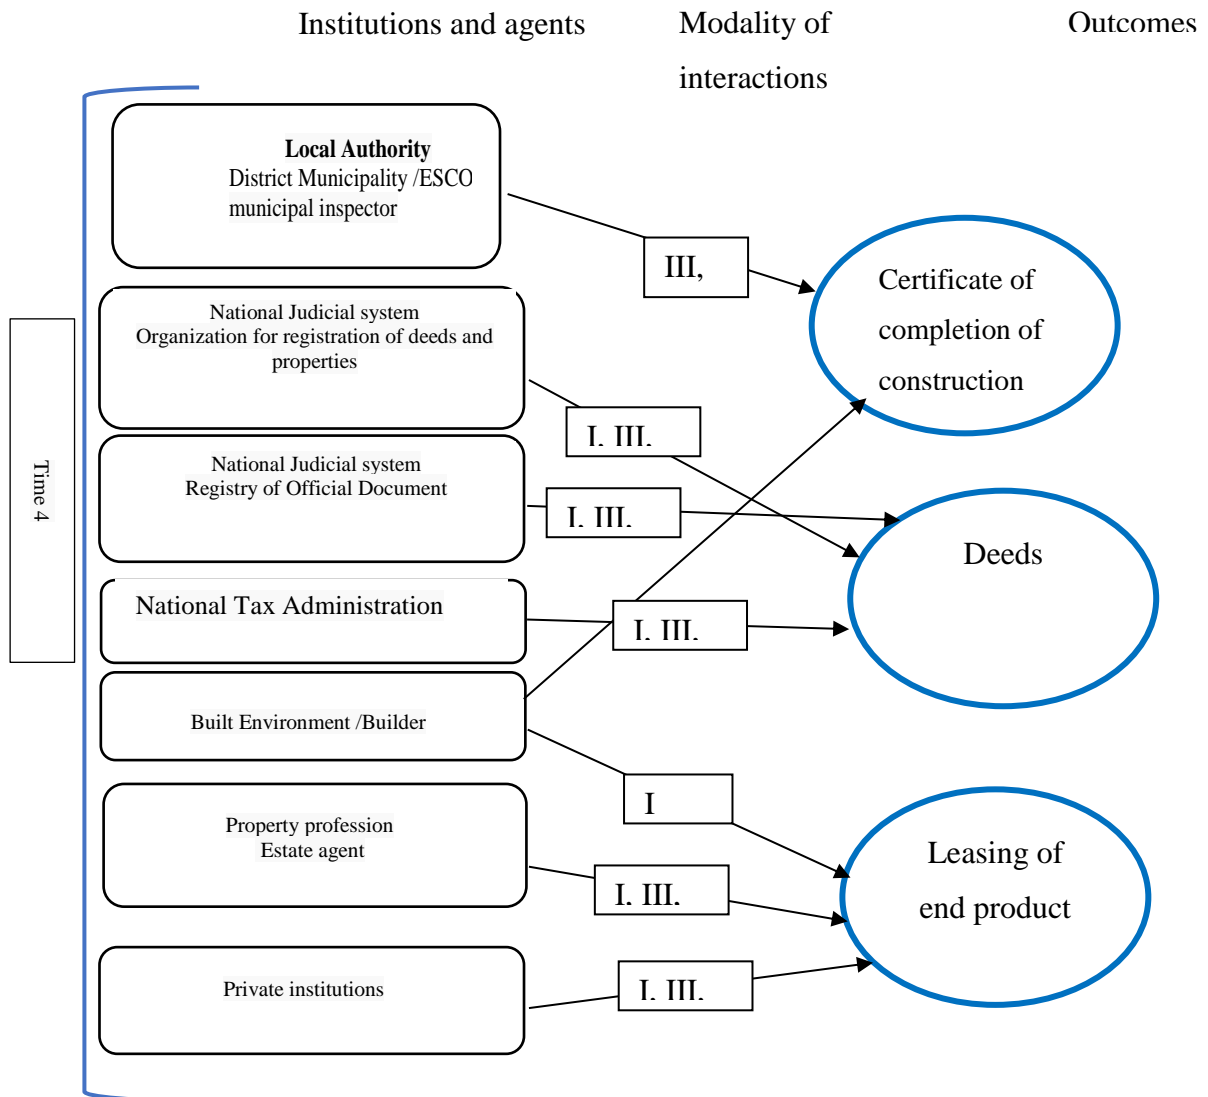 Institutions and agents
Modality of
interactions
Outcomes
Local Authority
District Municipality /ESCO
municipal inspector
III,
Certificate of
completion of
construction
National Judicial system
Organization for registration of deeds and
properties
I, III,
National Judicial system
Registry of Official Document
I, III,
Deeds
Time 4
National Tax Administration
I, III,
Built Environment /Builder
I
Property profession
Estate agent
I, III,
Leasing of
end product
Private institutions
I, III,